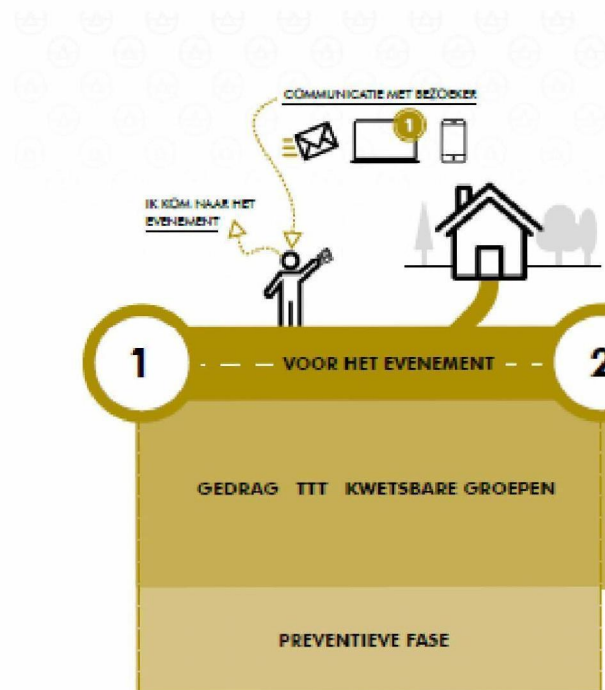 COMMUNICATIE MET BEZOEKER
1
IK KOM NAAR HET
EVENEMENT
1
VOOR HET EVENEMENT
2
GEDRAG TTT KWETSBARE GROEPEN
PREVENTIEVE FASE